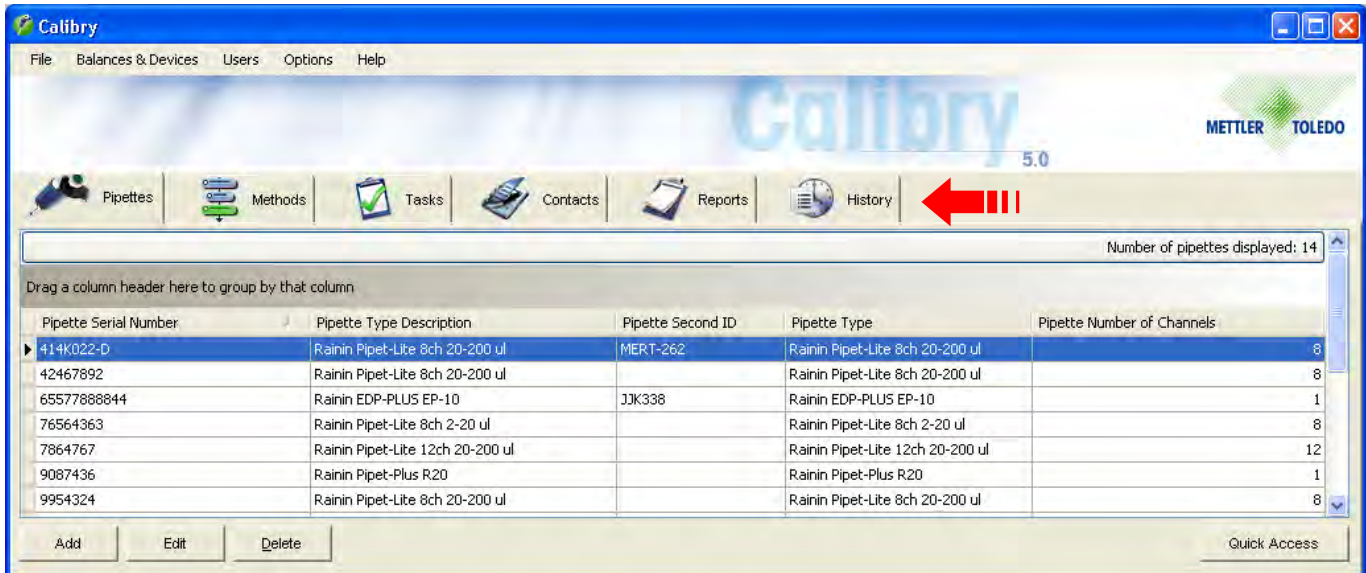 Calibry
File Balances & Devices Users Options Help
Calibry
5.0
METTLER TOLEDO
Pipettes Methods Tasks Contacts Reports History
Number of pipettes displayed: 14
Drag a column header here to group by that column
Pipette Serial Number Pipette Type Description Pipette Second ID Pipette Type Pipette Number of Channels
414K022-D Rainin Pipet-Lite 8ch 20-200 ul MERT-262 Rainin Pipet-Lite 8ch 20-200 ul 8
42467892 Rainin Pipet-Lite 8ch 20-200 ul Rainin Pipet-Lite 8ch 20-200 ul 8
65577888844 Rainin EDP-PLUS EP-10 JJK338 Rainin EDP-PLUS EP-10 1
76564363 Rainin Pipet-Lite 8ch 2-20 ul Rainin Pipet-Lite 8ch 2-20 ul 8
7864767 Rainin Pipet-Lite 12ch 20-200 ul Rainin Pipet-Lite 12ch 20-200 ul 12
9087436 Rainin Pipet-Plus R20 Rainin Pipet-Plus R20 1
9954324 Rainin Pipet-Lite 8ch 20-200 ul Rainin Pipet-Lite 8ch 20-200 ul 8
Add Edit Delete Quick Access